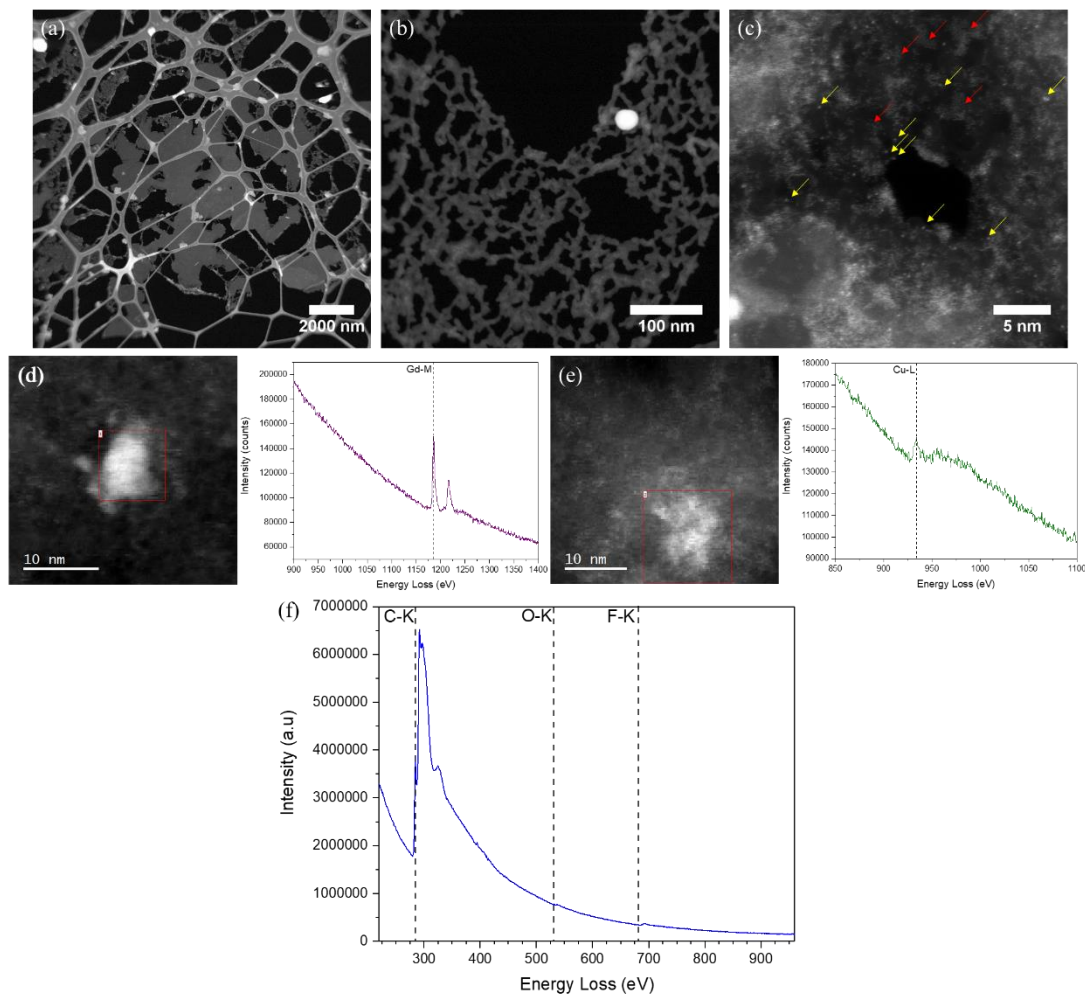 (a)
2000 nm
(b)
100 nm
(c)
5 nm
(d)
10 nm
Gd-M
Intensity (counts)
200000
180000
160000
140000
120000
100000
80000
60000
900 950 1000 1050 1100 1150 1200 1250 1300 1350 1400
Energy Loss (eV)
(e)
10 nm
Cu-L
Intensity (counts)
180000
170000
160000
150000
140000
130000
120000
110000
100000
90000
850 900 950 1000 1050 1100
Energy Loss (eV)
(f)
C-K O-K F-K
Intensity (a.u)
7000000
6000000
5000000
4000000
3000000
2000000
1000000
0
300 400 500 600 700 800 900
Energy Loss (eV)